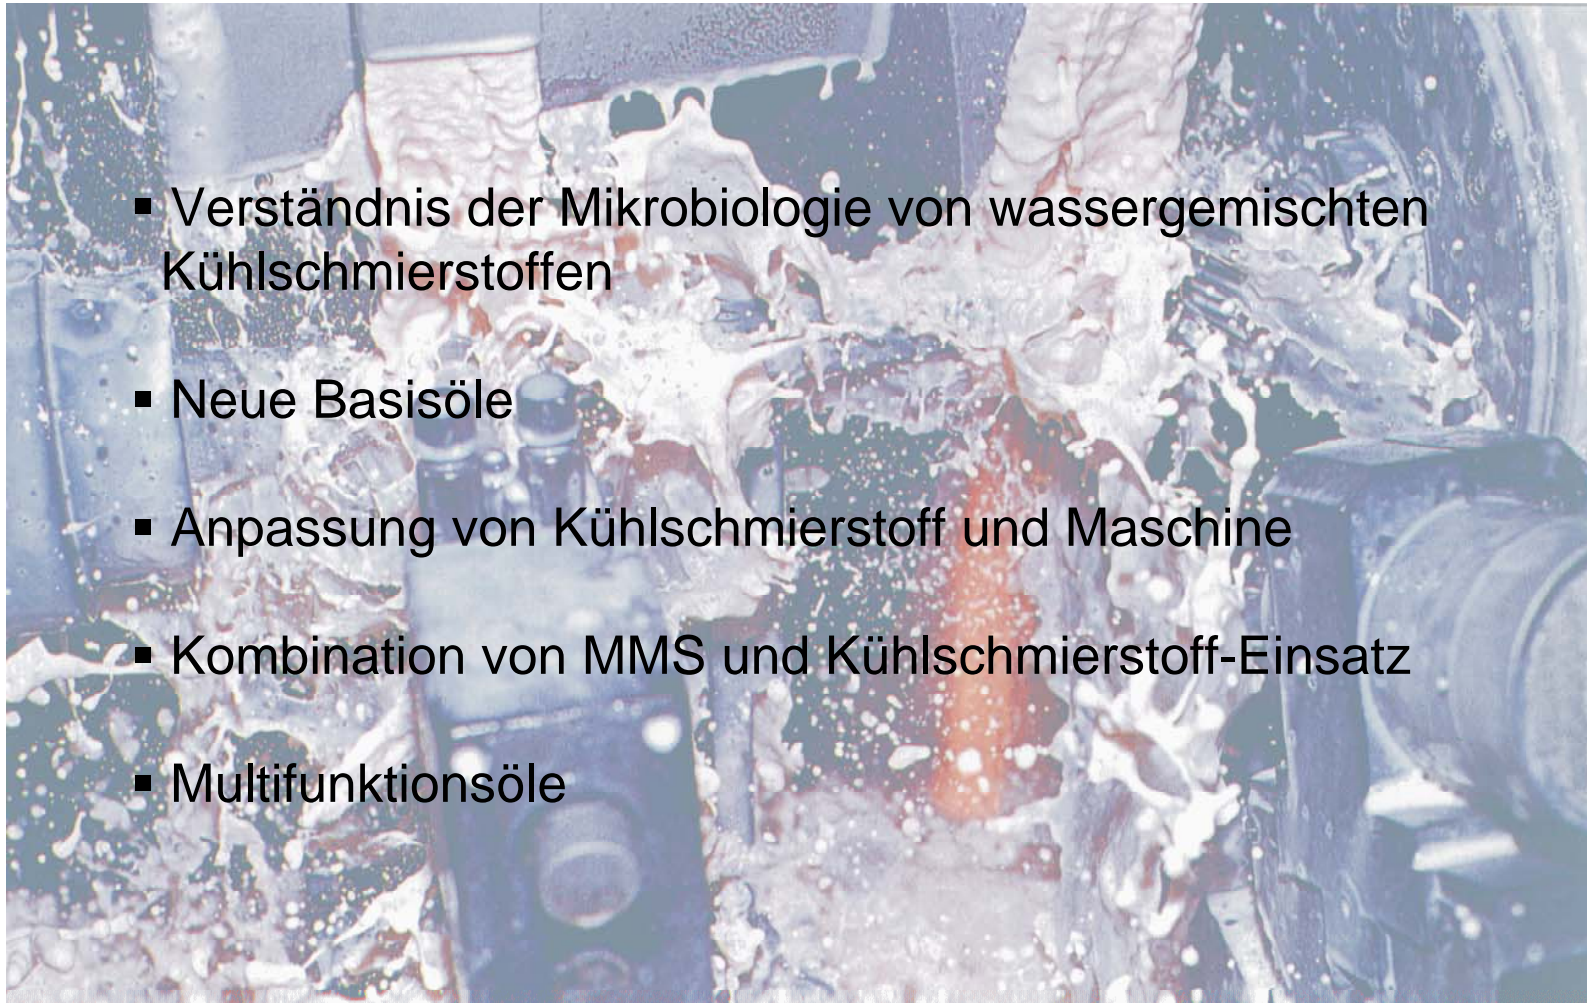 ▪ Verständnis der Mikrobiologie von wassergemischten
Kühlschmierstoffen
▪ Neue Basisöle
▪ Anpassung von Kühlschmierstoff und Maschine
▪ Kombination von MMS und Kühlschmierstoff-Einsatz
▪ Multifunktionsöle